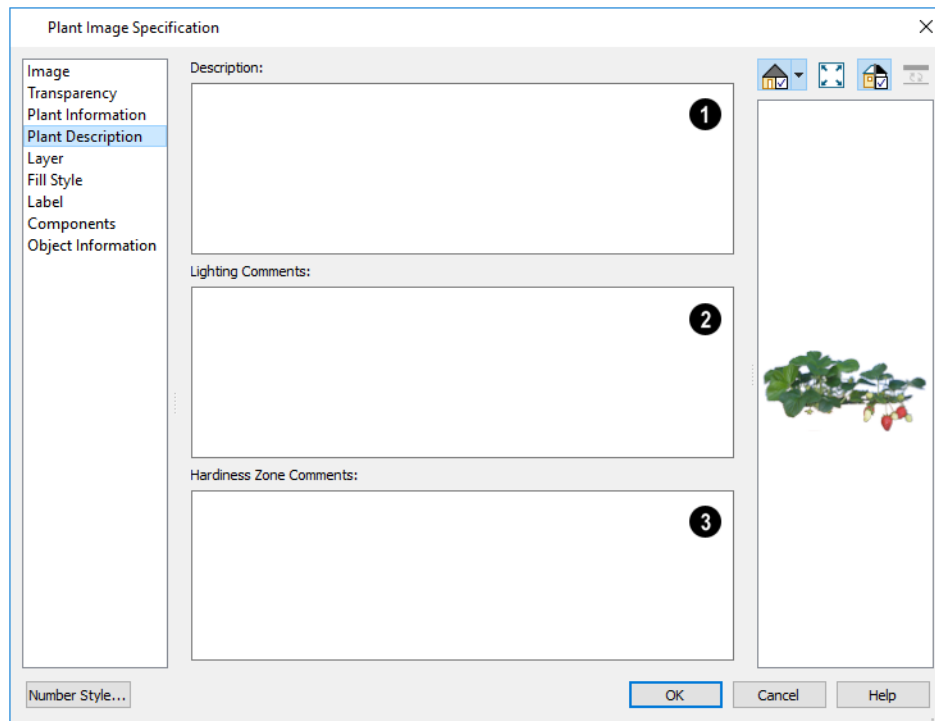 Plant Image Specification
Image
Transparency
Plant Information
Plant Description
Layer
Fill Style
Label
Components
Object Information
Description:
1
Lighting Comments:
2
Hardiness Zone Comments:
3
Number Style...
OK
Cancel
Help